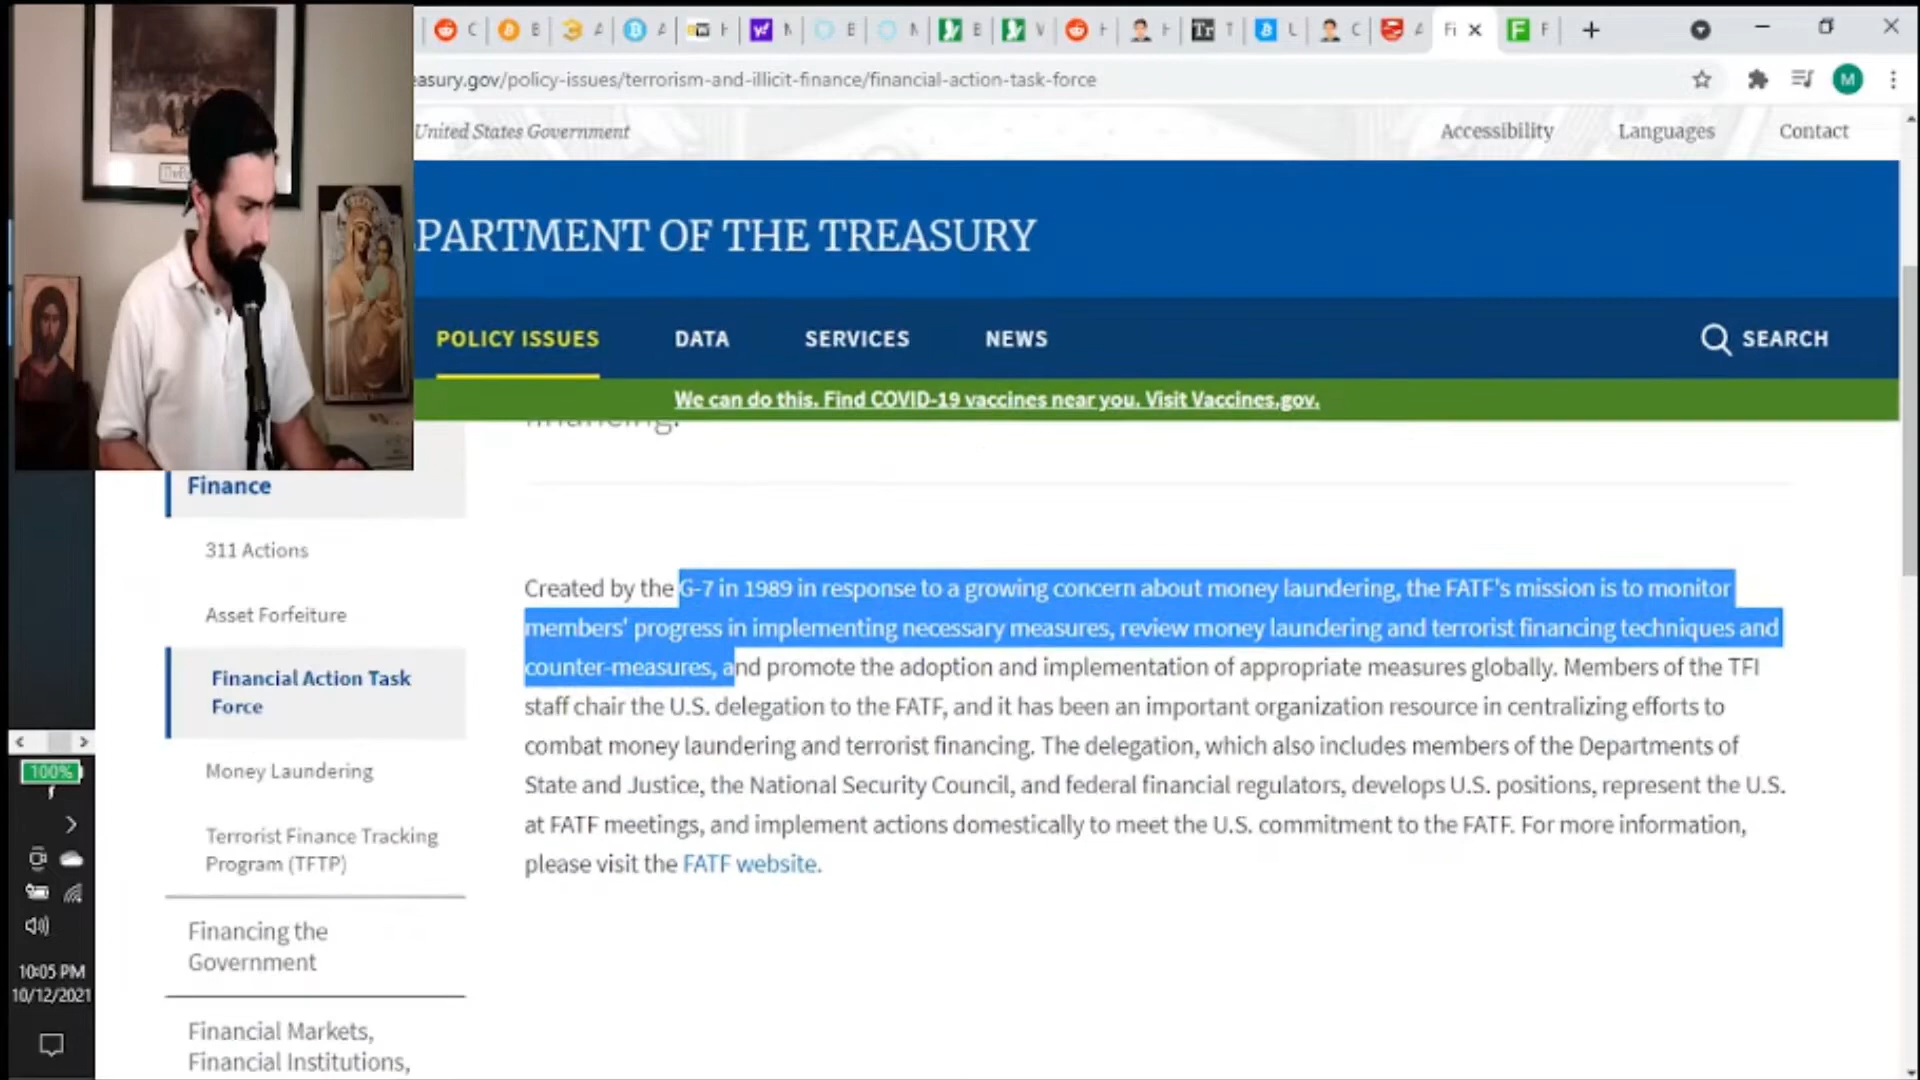 Fi
easury.gov/policy-issues/terrorism-and-illicit-finance/financial-action-task-force
M
United States Government
Accessibility
Languages
Contact
PARTMENT OF THE TREASURY
POLICY ISSUES
DATA
SERVICES
NEWS
SEARCH
We can do this. Find COVID-19 vaccines near you. Visit Vaccines.gov.
financing.
Finance
311 Actions
Asset Forfeiture
Financial Action Task
Force
Money Laundering
Terrorist Finance Tracking
Program (TFTP)
Financing the
Government
Financial Markets,
Financial Institutions,
Created by the G-7 in 1989 in response to a growing concern about money laundering, the FATF's mission is to monitor
members' progress in implementing necessary measures, review money laundering and terrorist financing techniques and
counter-measures, and promote the adoption and implementation of appropriate measures globally. Members of the TFI
staff chair the U.S. delegation to the FATF, and it has been an important organization resource in centralizing efforts to
combat money laundering and terrorist financing. The delegation, which also includes members of the Departments of
State and Justice, the National Security Council, and federal financial regulators, develops U.S. positions, represent the U.S.
at FATF meetings, and implement actions domestically to meet the U.S. commitment to the FATF. For more information,
please visit the FATF website.
100%
10:05 PM
10/12/2021